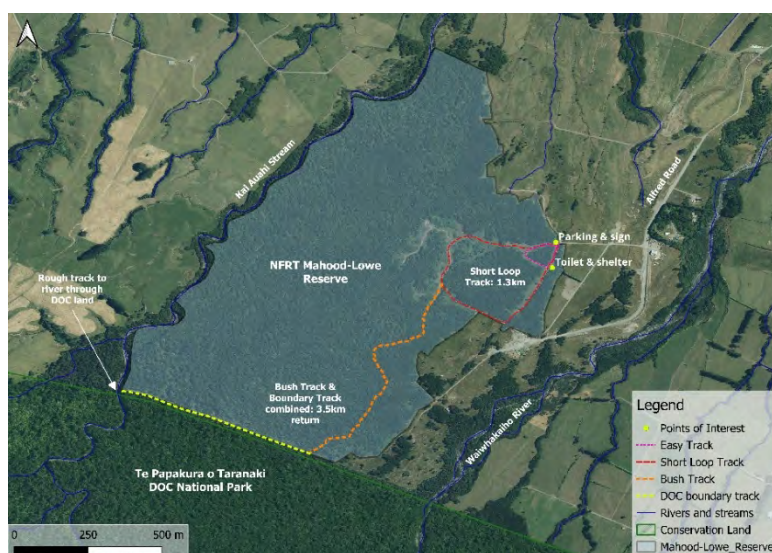 Kai Auahi Stream
Alfred Road
Parking & sign
Toilet & shelter
Rough track to
river through
DOC land
NFRT Mahood-Lowe
Reserve
Short Loop
Track: 1.3km
Bush Track &
Boundary Track
combined: 3.5km
return
Waiwhakaiho River
Te Papakura o Taranaki
DOC National Park
Legend
Points of Interest
Easy Track
Short Loop Track
Bush Track
DOC boundary track
Rivers and streams
Conservation Land
Mahood-Lowe_Reserve
0 250 500 m